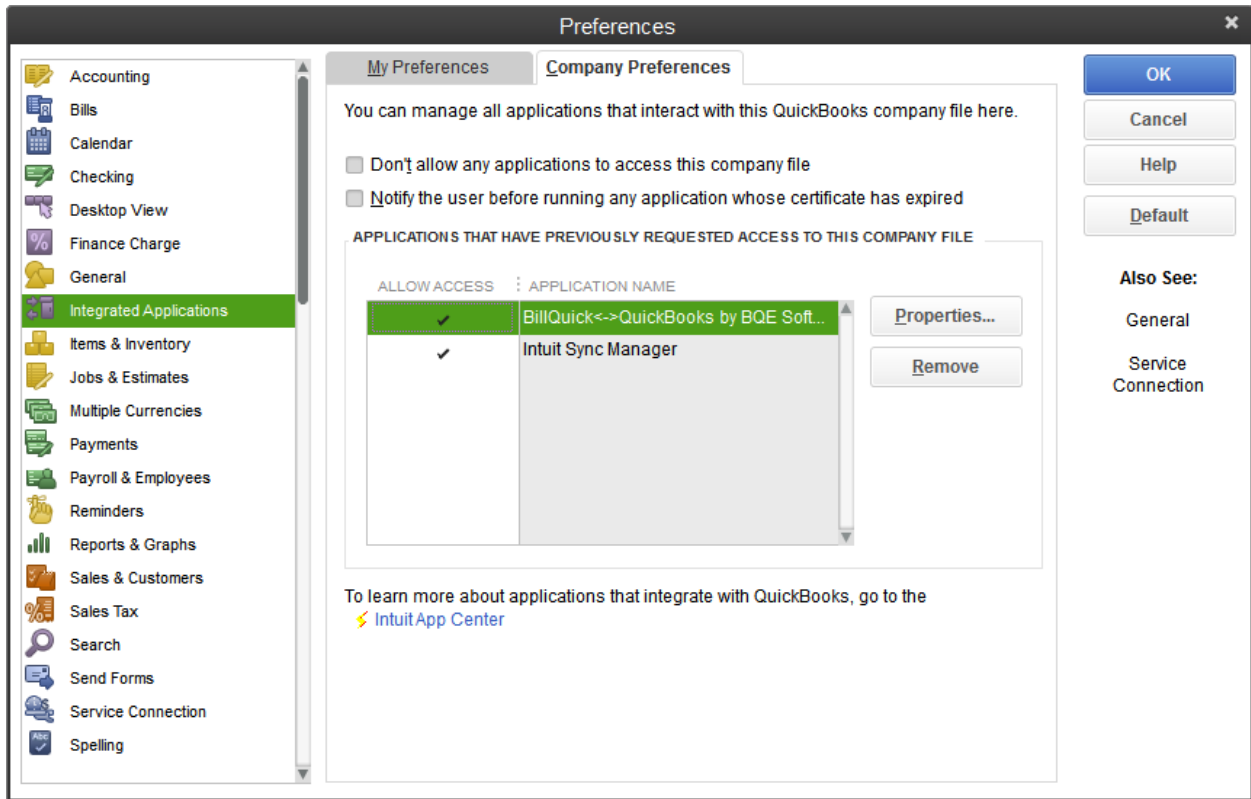 Preferences
Accounting
Bills
Calendar
Checking
Desktop View
Finance Charge
General
Integrated Applications
Items & Inventory
Jobs & Estimates
Multiple Currencies
Payments
Payroll & Employees
Reminders
Reports & Graphs
Sales & Customers
Sales Tax
Search
Send Forms
Service Connection
Abc
Spelling
My Preferences
Company Preferences
You can manage all applications that interact with this QuickBooks company file here.
Don't allow any applications to access this company file
Notify the user before running any application whose certificate has expired
APPLICATIONS THAT HAVE PREVIOUSLY REQUESTED ACCESS TO THIS COMPANY FILE
ALLOW ACCESS
APPLICATION NAME
BillQuick<->QuickBooks by BQE Soft...
Intuit Sync Manager
Properties...
Remove
To learn more about applications that integrate with QuickBooks, go to the
Intuit App Center
OK
Cancel
Help
Default
Also See:
General
Service
Connection